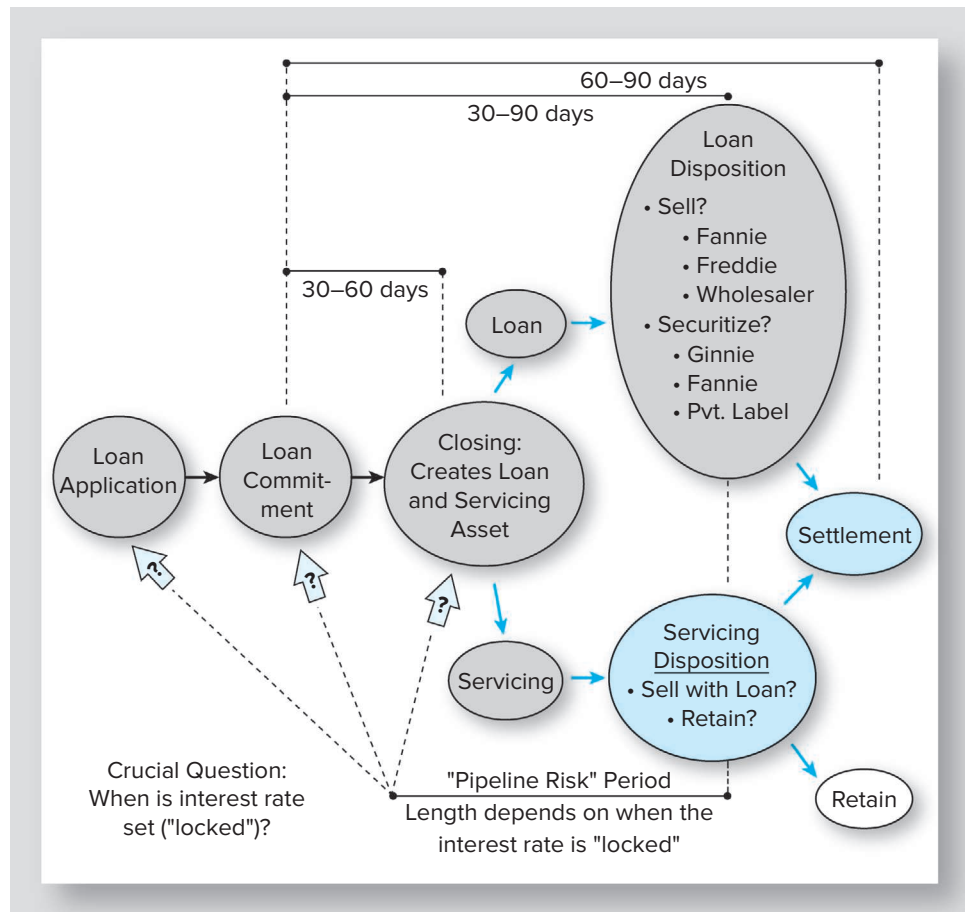 60–90 days
30–90 days
Loan
Disposition
• Sell?
• Fannie
• Freddie
• Wholesaler
• Securitize?
• Ginnie
• Fannie
• Pvt. Label
30–60 days
Loan
Loan
Application
Loan
Commit-
ment
Closing:
Creates Loan
and Servicing
Asset
Settlement
?
?
?
Servicing
Servicing
Disposition
• Sell with Loan?
• Retain?
Retain
Crucial Question:
When is interest rate
set ("locked")?
"Pipeline Risk" Period
Length depends on when the
interest rate is "locked"